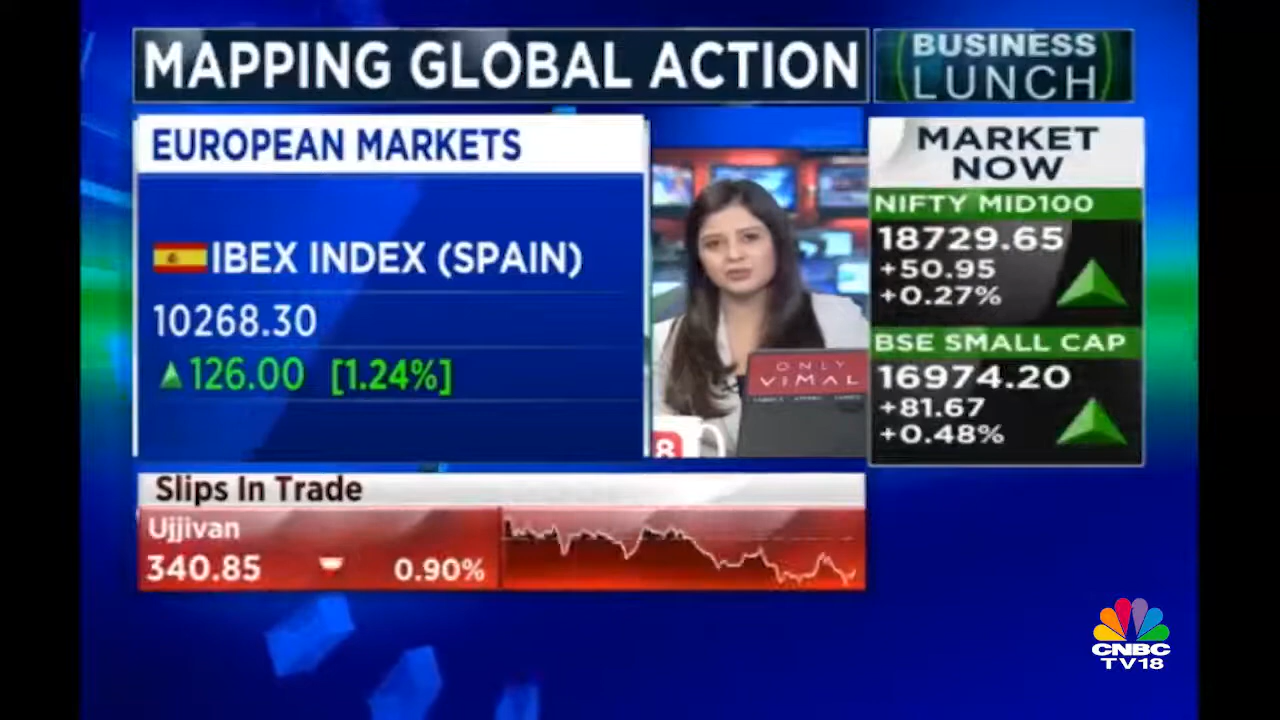 MAPPING GLOBAL ACTION
BUSINESS
LUNCH
EUROPEAN MARKETS
IBEX INDEX (SPAIN)
10268.30
126.00 [1.24%]
ONLY
VIMAL
8
MARKET
NOW
NIFTY MID100
18729.65
+50.95
+0.27%
BSE SMALL CAP
16974.20
+81.67
+0.48%
Slips In Trade
Ujjivan
340.85 0.90%
CNBC
TV18